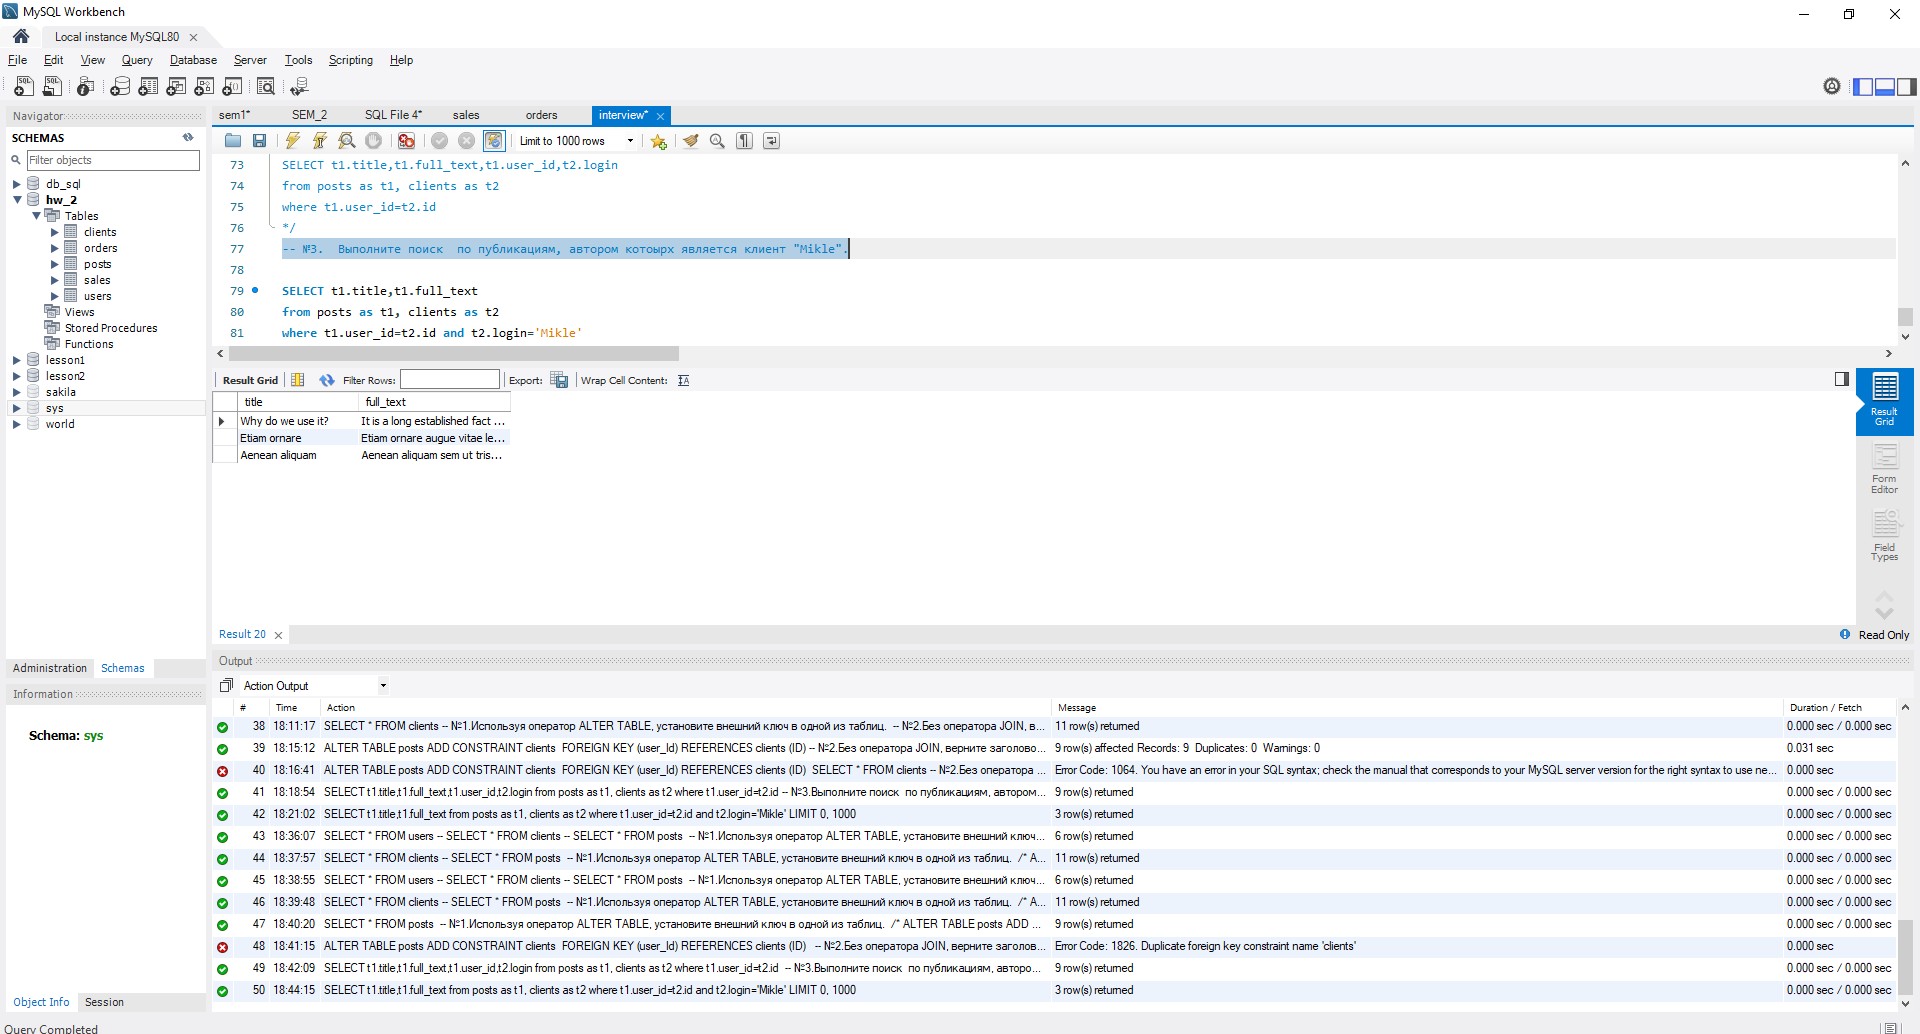 MySQL Workbench
Local instance MySQL80
File Edit View Query Database Server Tools Scripting Help
Navigator
SCHEMAS
Filter objects
db_sql
hw_2
Tables
clients
orders
posts
sales
users
Views
Stored Procedures
Functions
lesson1
lesson2
sakila
sys
world
Administration Schemas
Information
Schema: sys
Object Info Session
Query Completed
sem1* SEM_2 SQL File 4* sales orders interview*
Limit to 1000 rows
73 SELECT t1.title,t1.full_text,t1.user_id,t2.login
74 from posts as t1, clients as t2
75 where t1.user_id=t2.id
76 */
77 -- №3.  Выполните поиск  по публикациям, автором котоырх является клиент "Mikle".
78
79 SELECT t1.title,t1.full_text
80 from posts as t1, clients as t2
81 where t1.user_id=t2.id and t2.login='Mikle'
Result Grid Filter Rows: Export: Wrap Cell Content:
title full_text
Why do we use it? It is a long established fact ...
Etiam ornare Etiam ornare augue vitae le...
Aenean aliquam Aenean aliquam sem ut tris...
Result Grid
Form Editor
Field Types
Result 20
Read Only
Output
Action Output
# Time Action Message Duration / Fetch
38 18:11:17 SELECT * FROM clients -- №1.Используя оператор ALTER TABLE, установите внешний ключ в одной из таблиц.  -- №2.Без оператора JOIN, в... 11 row(s) returned 0.000 sec / 0.000 sec
39 18:15:12 ALTER TABLE posts ADD CONSTRAINT clients  FOREIGN KEY (user_Id) REFERENCES clients (ID) -- №2.Без оператора JOIN, верните заголово... 9 row(s) affected Records: 9  Duplicates: 0  Warnings: 0 0.031 sec
40 18:16:41 ALTER TABLE posts ADD CONSTRAINT clients  FOREIGN KEY (user_Id) REFERENCES clients (ID)  SELECT * FROM clients -- №2.Без оператора ... Error Code: 1064. You have an error in your SQL syntax; check the manual that corresponds to your MySQL server version for the right syntax to use ne... 0.000 sec
41 18:18:54 SELECT t1.title,t1.full_text,t1.user_id,t2.login from posts as t1, clients as t2 where t1.user_id=t2.id -- №3.Выполните поиск  по публикациям, автором... 9 row(s) returned 0.000 sec / 0.000 sec
42 18:21:02 SELECT t1.title,t1.full_text from posts as t1, clients as t2 where t1.user_id=t2.id and t2.login='Mikle' LIMIT 0, 1000 3 row(s) returned 0.000 sec / 0.000 sec
43 18:36:07 SELECT * FROM users -- SELECT * FROM clients -- SELECT * FROM posts  -- №1.Используя оператор ALTER TABLE, установите внешний ключ... 6 row(s) returned 0.000 sec / 0.000 sec
44 18:37:57 SELECT * FROM clients -- SELECT * FROM posts  -- №1.Используя оператор ALTER TABLE, установите внешний ключ в одной из таблиц.  /* A... 11 row(s) returned 0.000 sec / 0.000 sec
45 18:38:55 SELECT * FROM users -- SELECT * FROM clients -- SELECT * FROM posts  -- №1.Используя оператор ALTER TABLE, установите внешний ключ... 6 row(s) returned 0.000 sec / 0.000 sec
46 18:39:48 SELECT * FROM clients -- SELECT * FROM posts  -- №1.Используя оператор ALTER TABLE, установите внешний ключ в одной из таблиц.  /* A... 11 row(s) returned 0.000 sec / 0.000 sec
47 18:40:20 SELECT * FROM posts  -- №1.Используя оператор ALTER TABLE, установите внешний ключ в одной из таблиц.  /* ALTER TABLE posts ADD ... 9 row(s) returned 0.000 sec / 0.000 sec
48 18:41:15 ALTER TABLE posts ADD CONSTRAINT clients  FOREIGN KEY (user_Id) REFERENCES clients (ID)   -- №2.Без оператора JOIN, верните заголов... Error Code: 1826. Duplicate foreign key constraint name 'clients' 0.000 sec
49 18:42:09 SELECT t1.title,t1.full_text,t1.user_id,t2.login from posts as t1, clients as t2 where t1.user_id=t2.id  -- №3.Выполните поиск  по публикациям, авторо... 9 row(s) returned 0.000 sec / 0.000 sec
50 18:44:15 SELECT t1.title,t1.full_text from posts as t1, clients as t2 where t1.user_id=t2.id and t2.login='Mikle' LIMIT 0, 1000 3 row(s) returned 0.000 sec / 0.000 sec